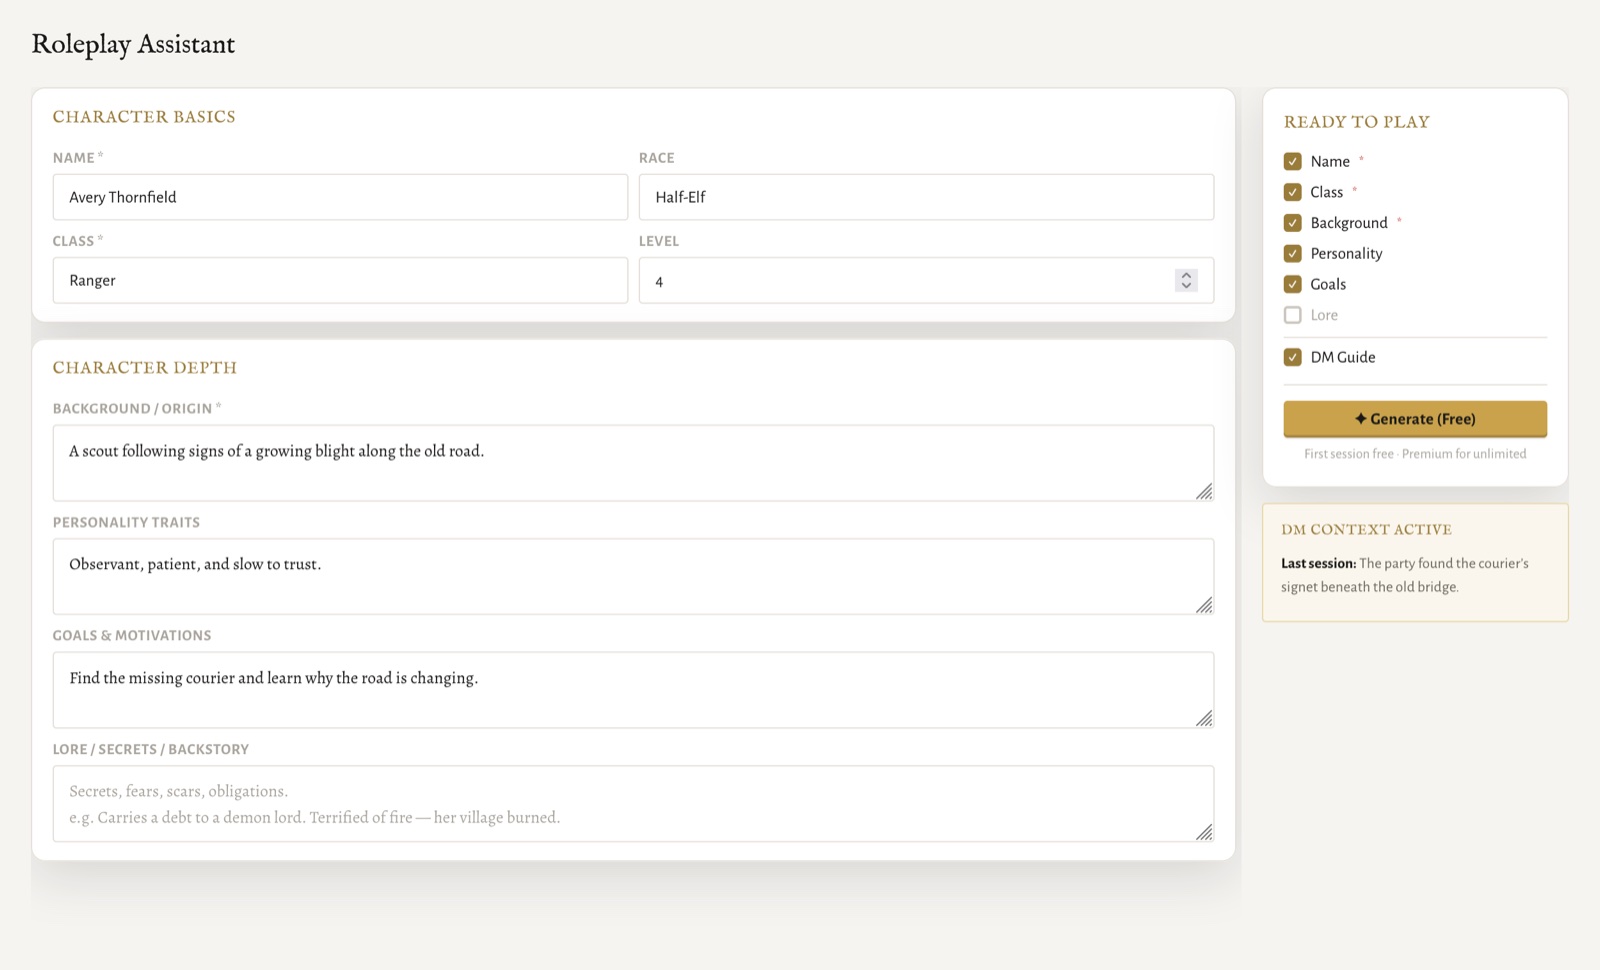 Roleplay Assistant
CHARACTER BASICS
NAME *
RACE
Avery Thornfield
Half-Elf
CLASS *
LEVEL
Ranger
4
CHARACTER DEPTH
BACKGROUND / ORIGIN *
A scout following signs of a growing blight along the old road.
PERSONALITY TRAITS
Observant, patient, and slow to trust.
GOALS & MOTIVATIONS
Find the missing courier and learn why the road is changing.
LORE / SECRETS / BACKSTORY
Secrets, fears, scars, obligations.
e.g. Carries a debt to a demon lord. Terrified of fire — her village burned.
READY TO PLAY
Name *
Class *
Background *
Personality
Goals
Lore
DM Guide
✦ Generate (Free)
First session free · Premium for unlimited
DM CONTEXT ACTIVE
Last session: The party found the courier's
signet beneath the old bridge.